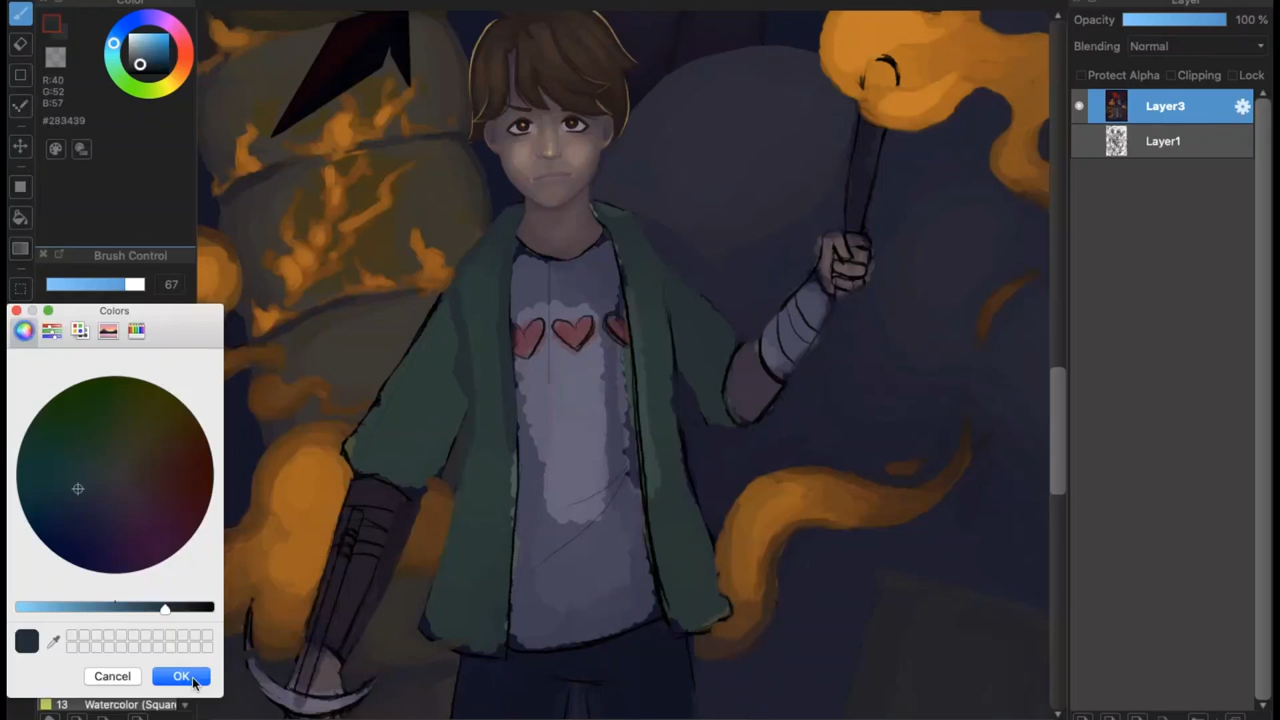 Color
R:40
G:52
B:57
#283439
Brush Control
67
Colors
Cancel
OK
13 Watercolor (Squar
Layer
Opacity 100 %
Blending Normal
Protect Alpha Clipping Lock
Layer3
Layer1